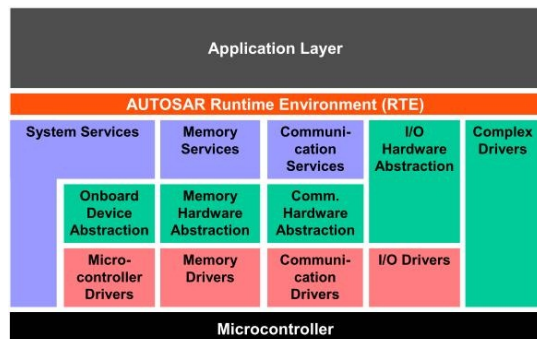 Application Layer
AUTOSAR Runtime Environment (RTE)
System Services
Memory
Services
Communi-
cation
Services
I/O
Hardware
Abstraction
Complex
Drivers
Onboard
Device
Abstraction
Memory
Hardware
Abstraction
Comm.
Hardware
Abstraction
Micro-
controller
Drivers
Memory
Drivers
Communi-
cation
Drivers
I/O Drivers
Microcontroller